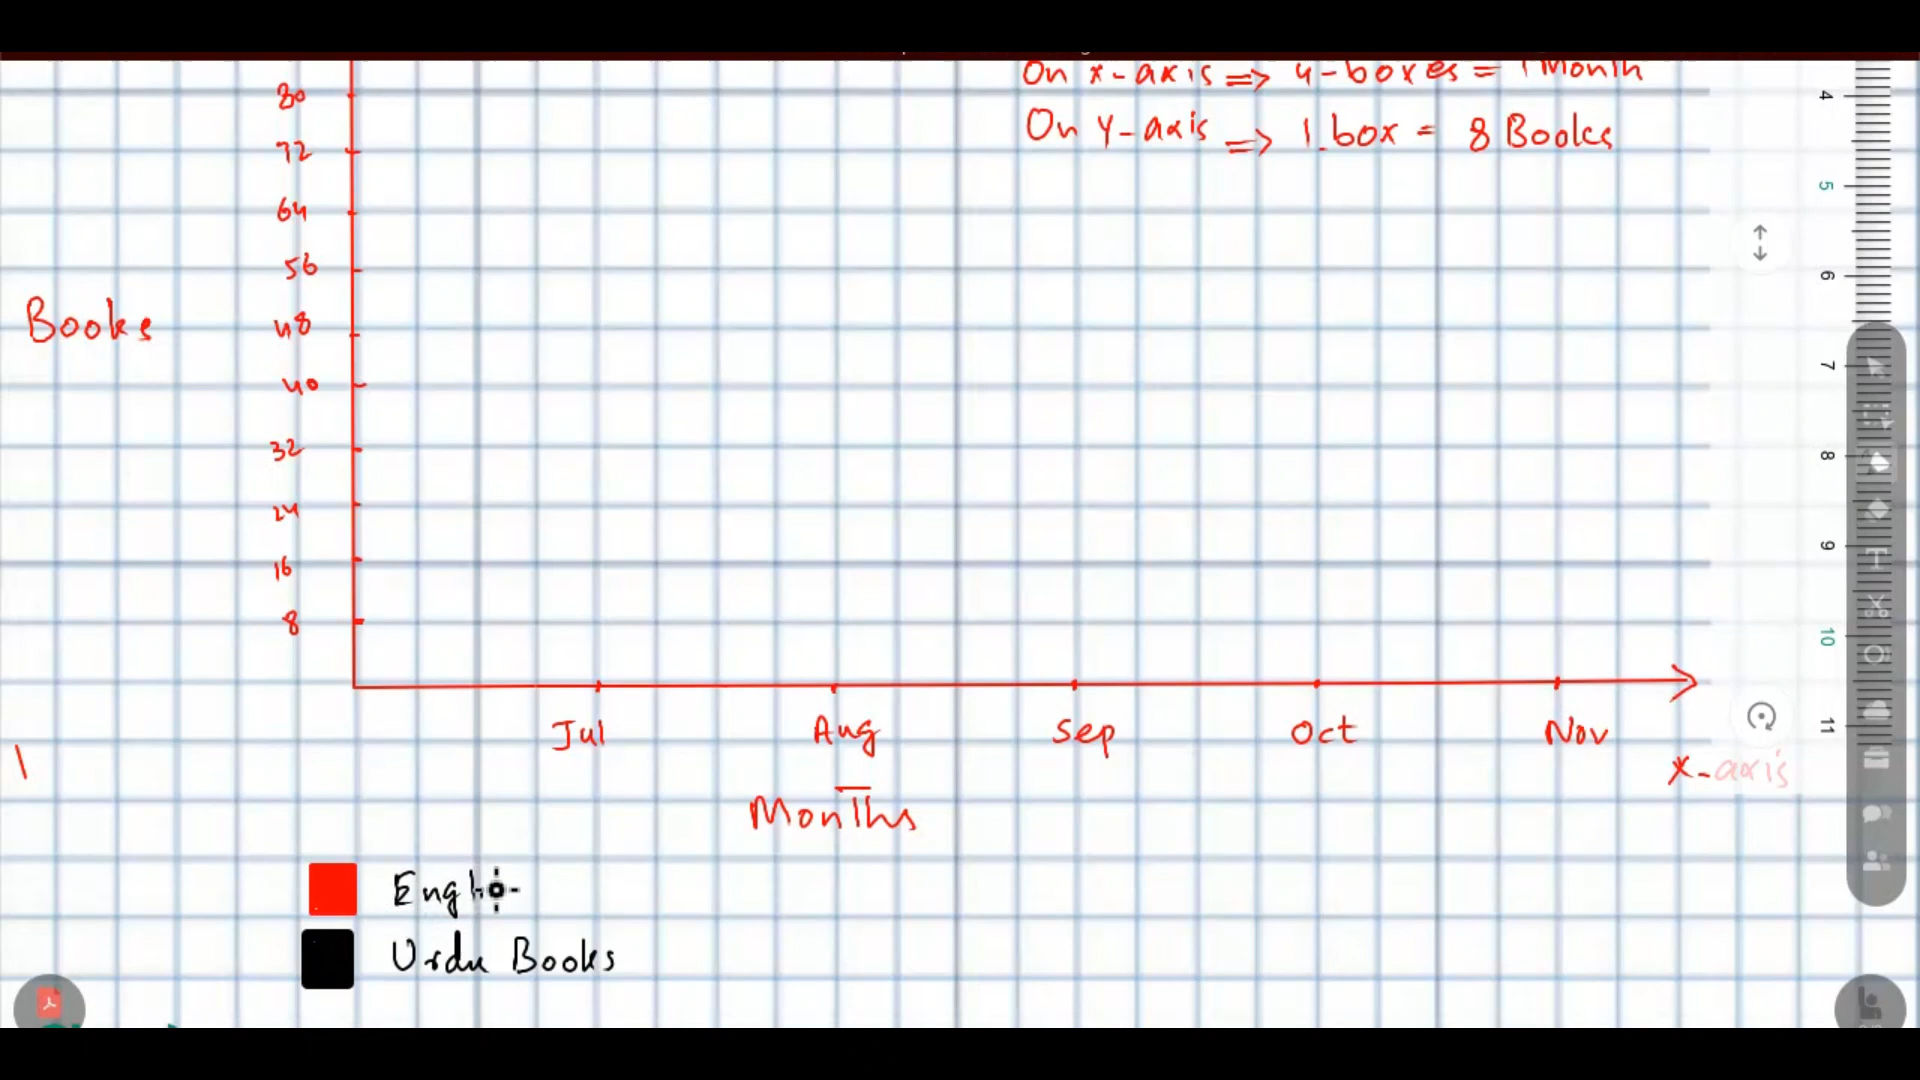 On x-axis => 4-boxes = 1 Month
On y-axis => 1 box = 8 Books
80
72
64
56
Books
48
40
32
24
16
8
Jul Aug Sep Oct Nov
x-axis
Months
Engl
Urdu Books
4
5
6
7
8
9
10
11